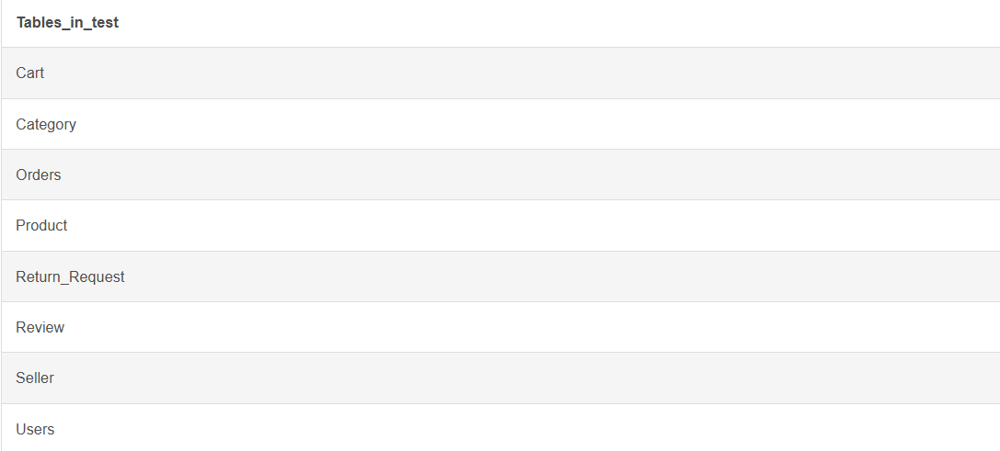 Tables_in_test
Cart
Category
Orders
Product
Return_Request
Review
Seller
Users